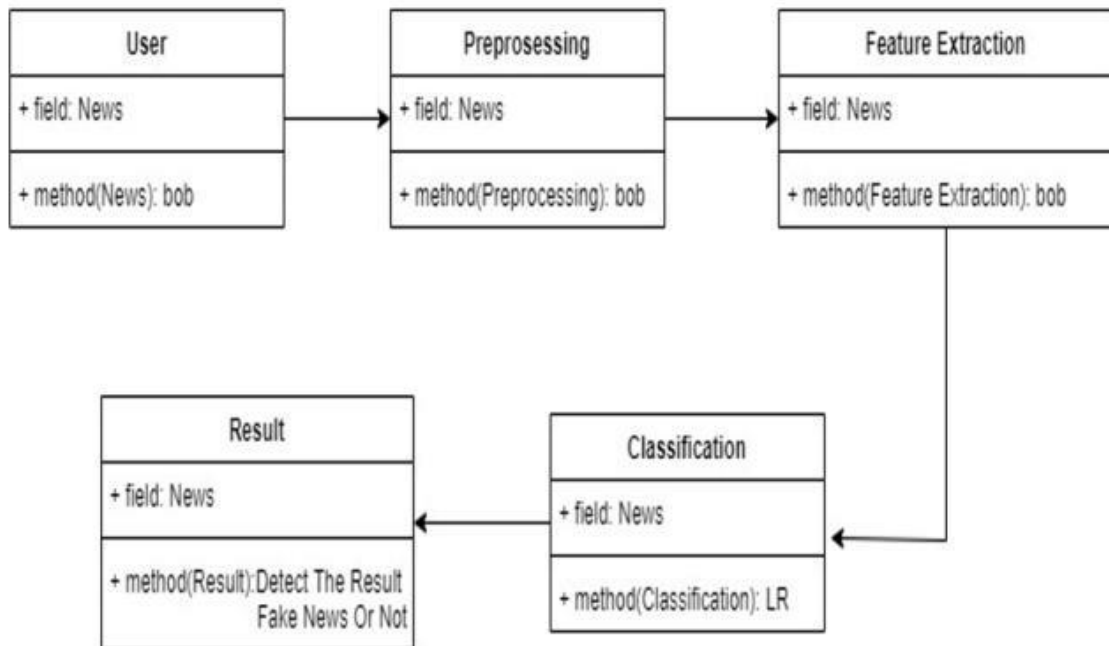 User
+ field: News
+ method(News): bob
Preprosessing
+ field: News
+ method(Preprocessing): bob
Feature Extraction
+ field: News
+ method(Feature Extraction): bob
Result
+ field: News
+ method(Result):Detect The Result
Fake News Or Not
Classification
+ field: News
+ method(Classification): LR